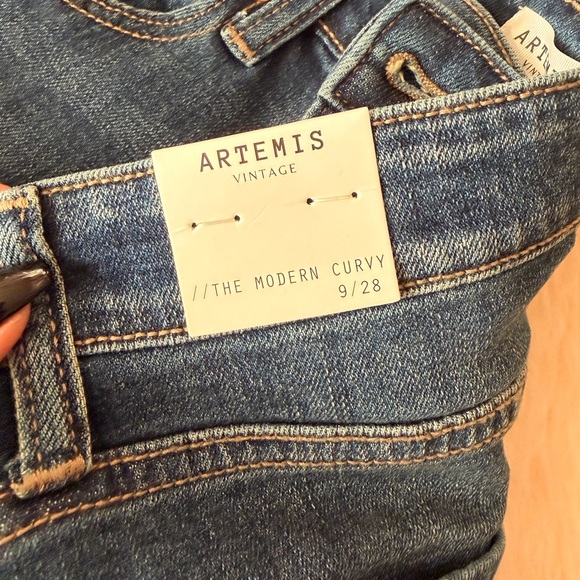 ARTEMIS
VINTAGE
//THE MODERN CURVY
9/28